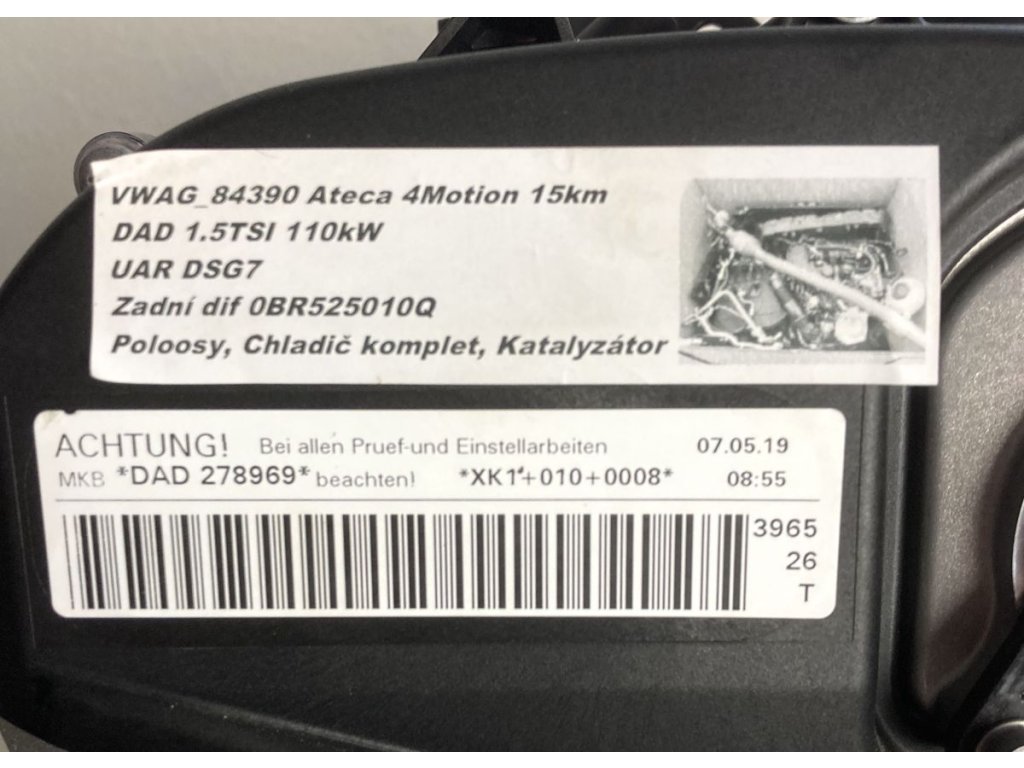 VWAG_84390 Ateca 4Motion 15km
DAD 1.5TSI 110kW
UAR DSG7
Zadní dif 0BR525010Q
Poloosy, Chladič komplet, Katalyzátor
ACHTUNG! Bei allen Pruef-und Einstellarbeiten 07.05.19
MKB *DAD 278969* beachten! *XK1*+010+0008* 08:55
3965
26
T